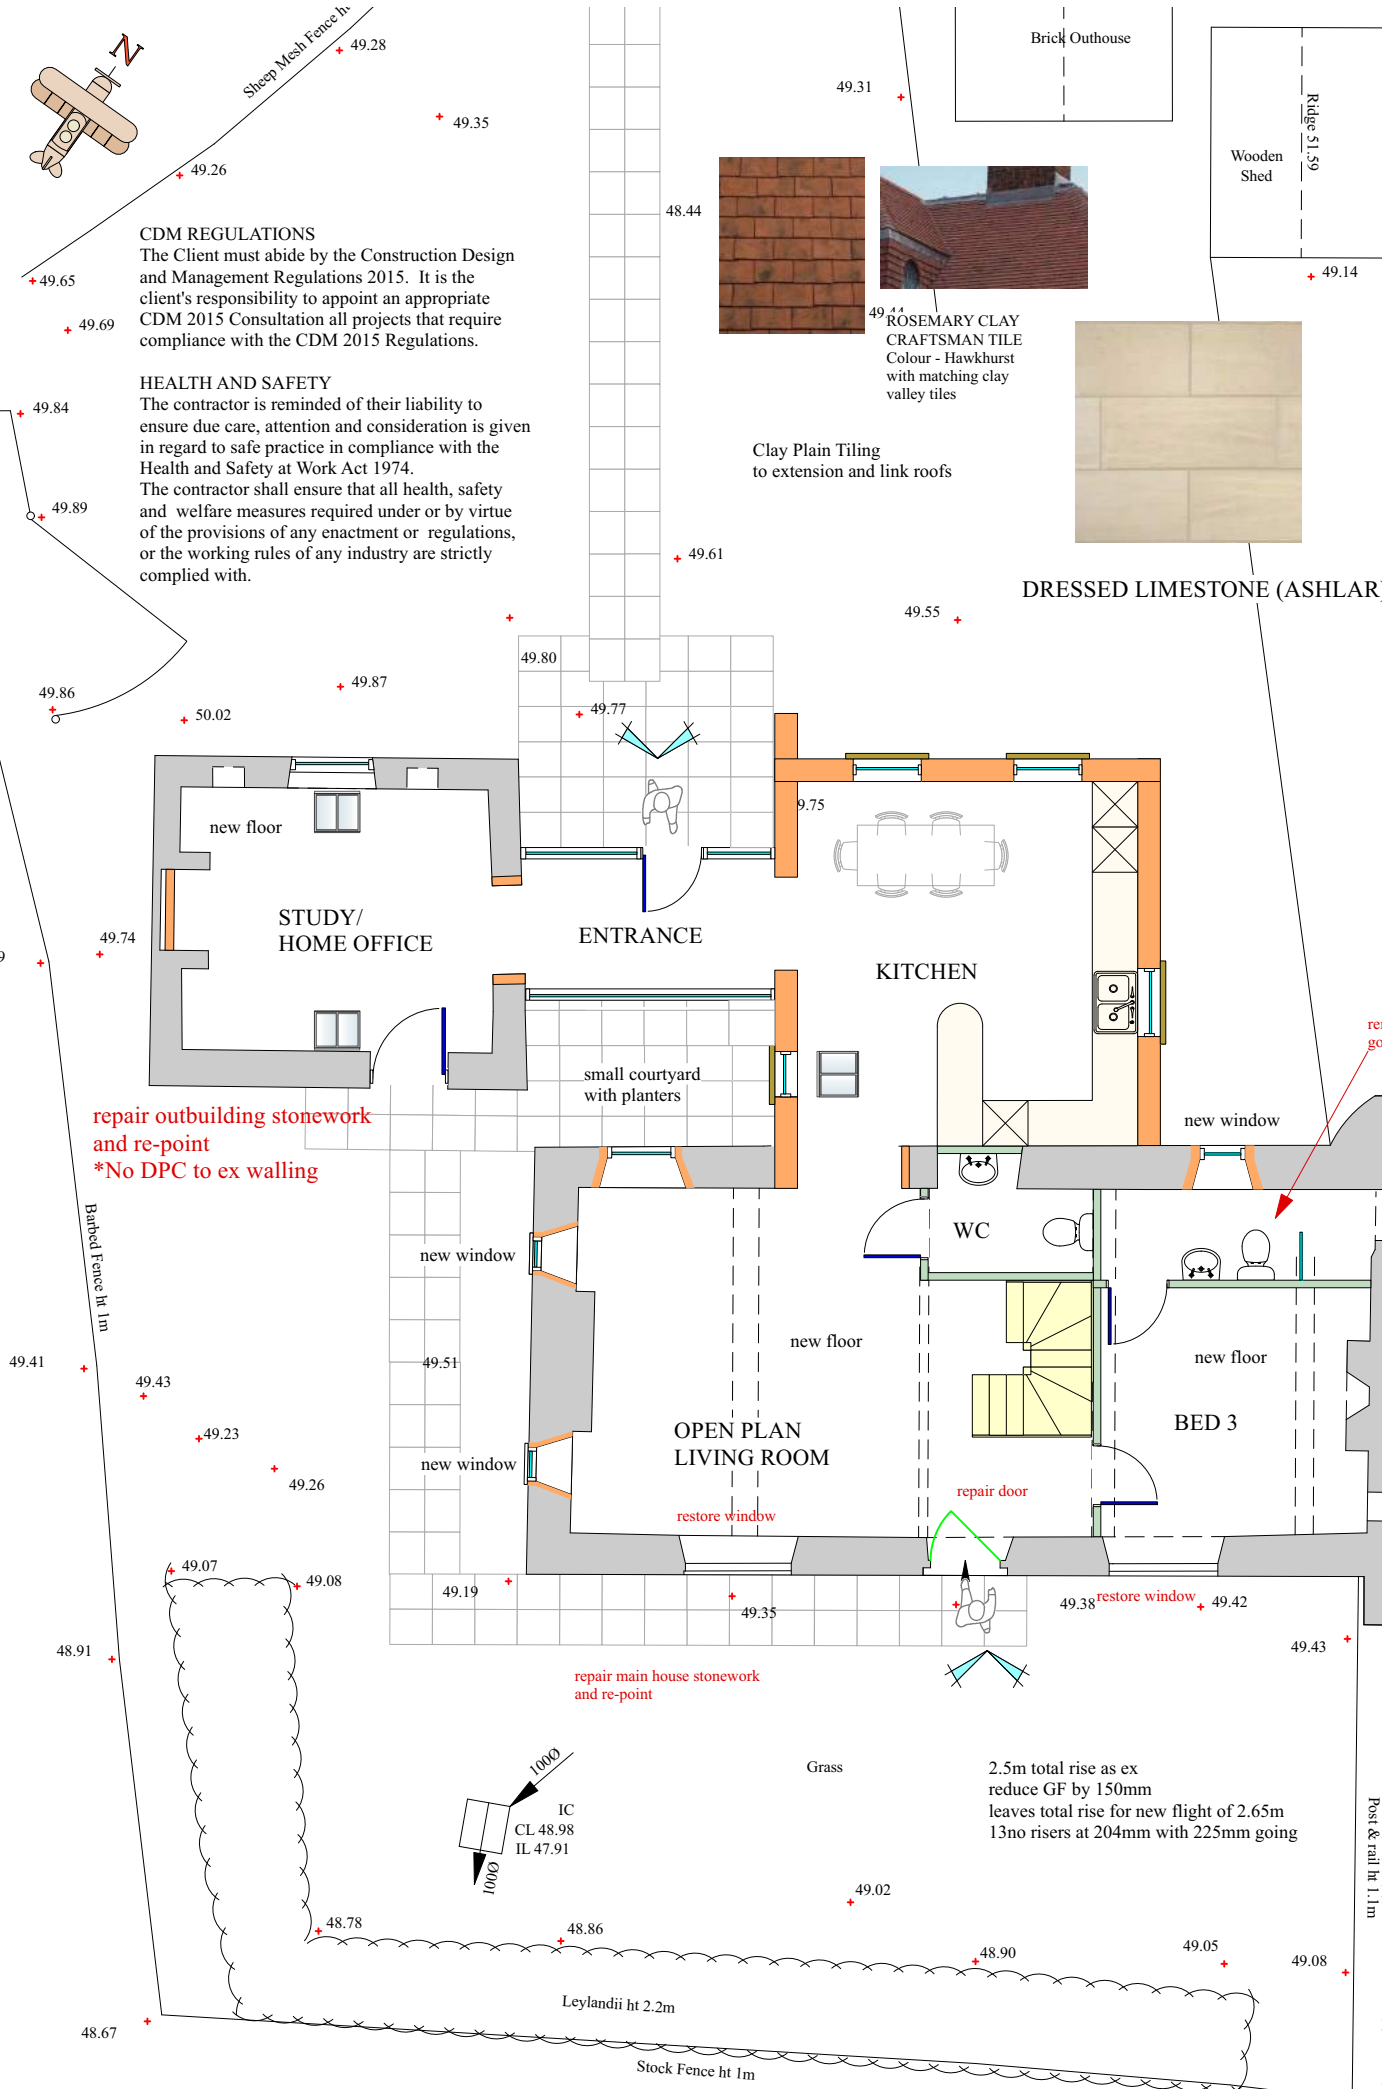 N
Sheep Mesh Fence
49.28
49.35
49.26
49.65
49.69
49.84
49.89
49.86
50.02
49.87
CDM REGULATIONS
The Client must abide by the Construction Design
and Management Regulations 2015.  It is the
client's responsibility to appoint an appropriate
CDM 2015 Consultation all projects that require
compliance with the CDM 2015 Regulations.
HEALTH AND SAFETY
The contractor is reminded of their liability to
ensure due care, attention and consideration is given
in regard to safe practice in compliance with the
Health and Safety at Work Act 1974.
The contractor shall ensure that all health, safety
and  welfare measures required under or by virtue
of the provisions of any enactment or  regulations,
or the working rules of any industry are strictly
complied with.
Brick Outhouse
49.31
Ridge 51.59
Wooden
Shed
48.44
49.14
49.44
ROSEMARY CLAY
CRAFTSMAN TILE
Colour - Hawkhurst
with matching clay
valley tiles
Clay Plain Tiling
to extension and link roofs
DRESSED LIMESTONE (ASHLAR)
49.61
49.55
49.80
49.77
9.75
new floor
STUDY/
HOME OFFICE
ENTRANCE
KITCHEN
49.74
9
small courtyard
with planters
repair outbuilding stonework
and re-point
*No DPC to ex walling
new window
Barbed Fence ht 1m
new window
WC
new floor
new floor
49.41
49.43
49.51
49.23
49.26
OPEN PLAN
LIVING ROOM
BED 3
new window
restore window
repair door
49.07
49.08
49.19
49.35
49.38
restore window
49.42
49.43
48.91
repair main house stonework
and re-point
Grass
100Ø
IC
CL 48.98
IL 47.91
100Ø
2.5m total rise as ex
reduce GF by 150mm
leaves total rise for new flight of 2.65m
13no risers at 204mm with 225mm going
Post & rail ht 1.1m
49.02
48.78
48.86
48.90
49.05
49.08
Leylandii ht 2.2m
48.67
Stock Fence ht 1m